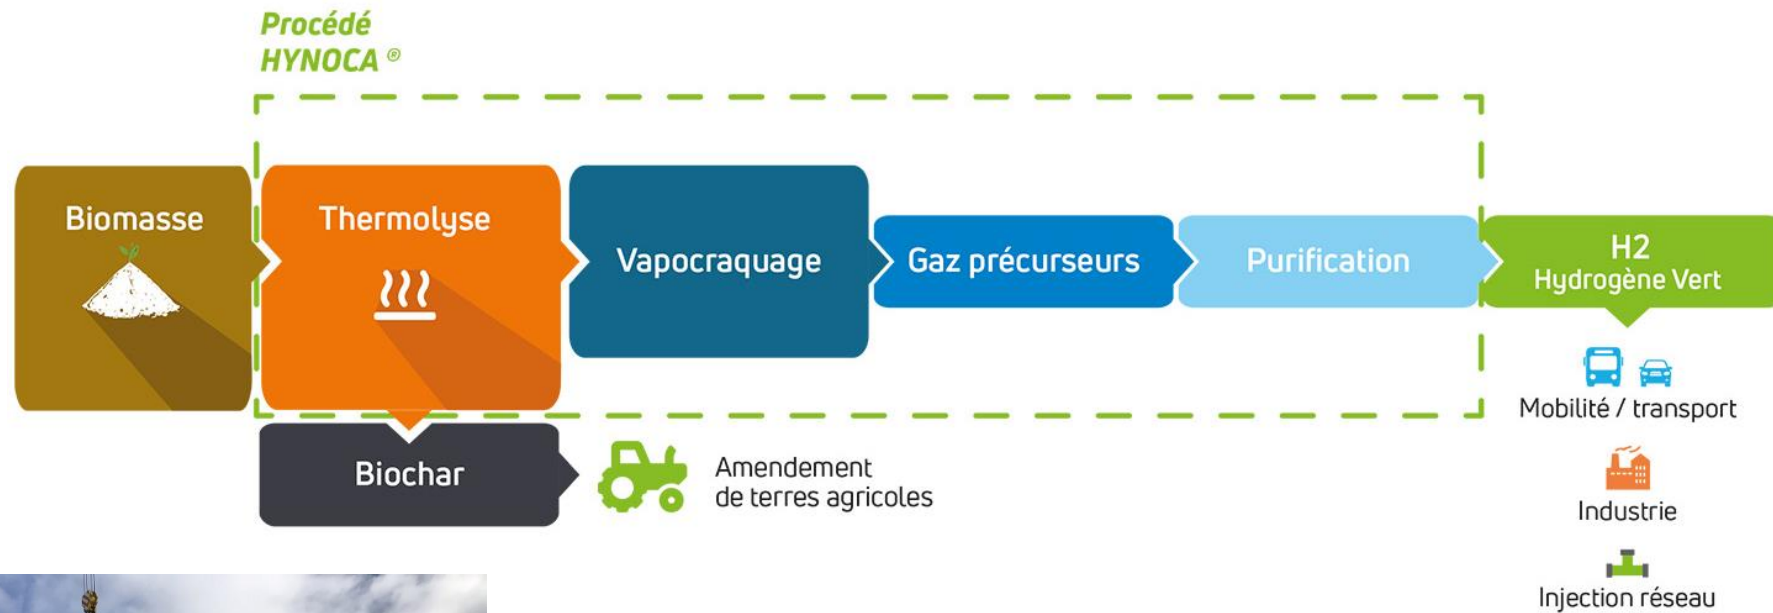 Procédé
HYNOCA ®
Biomasse
Thermolyse
Vapocraquage
Gaz précurseurs
Purification
H2
Hydrogène Vert
Mobilité / transport
Biochar
Amendement
de terres agricoles
Industrie
Injection réseau